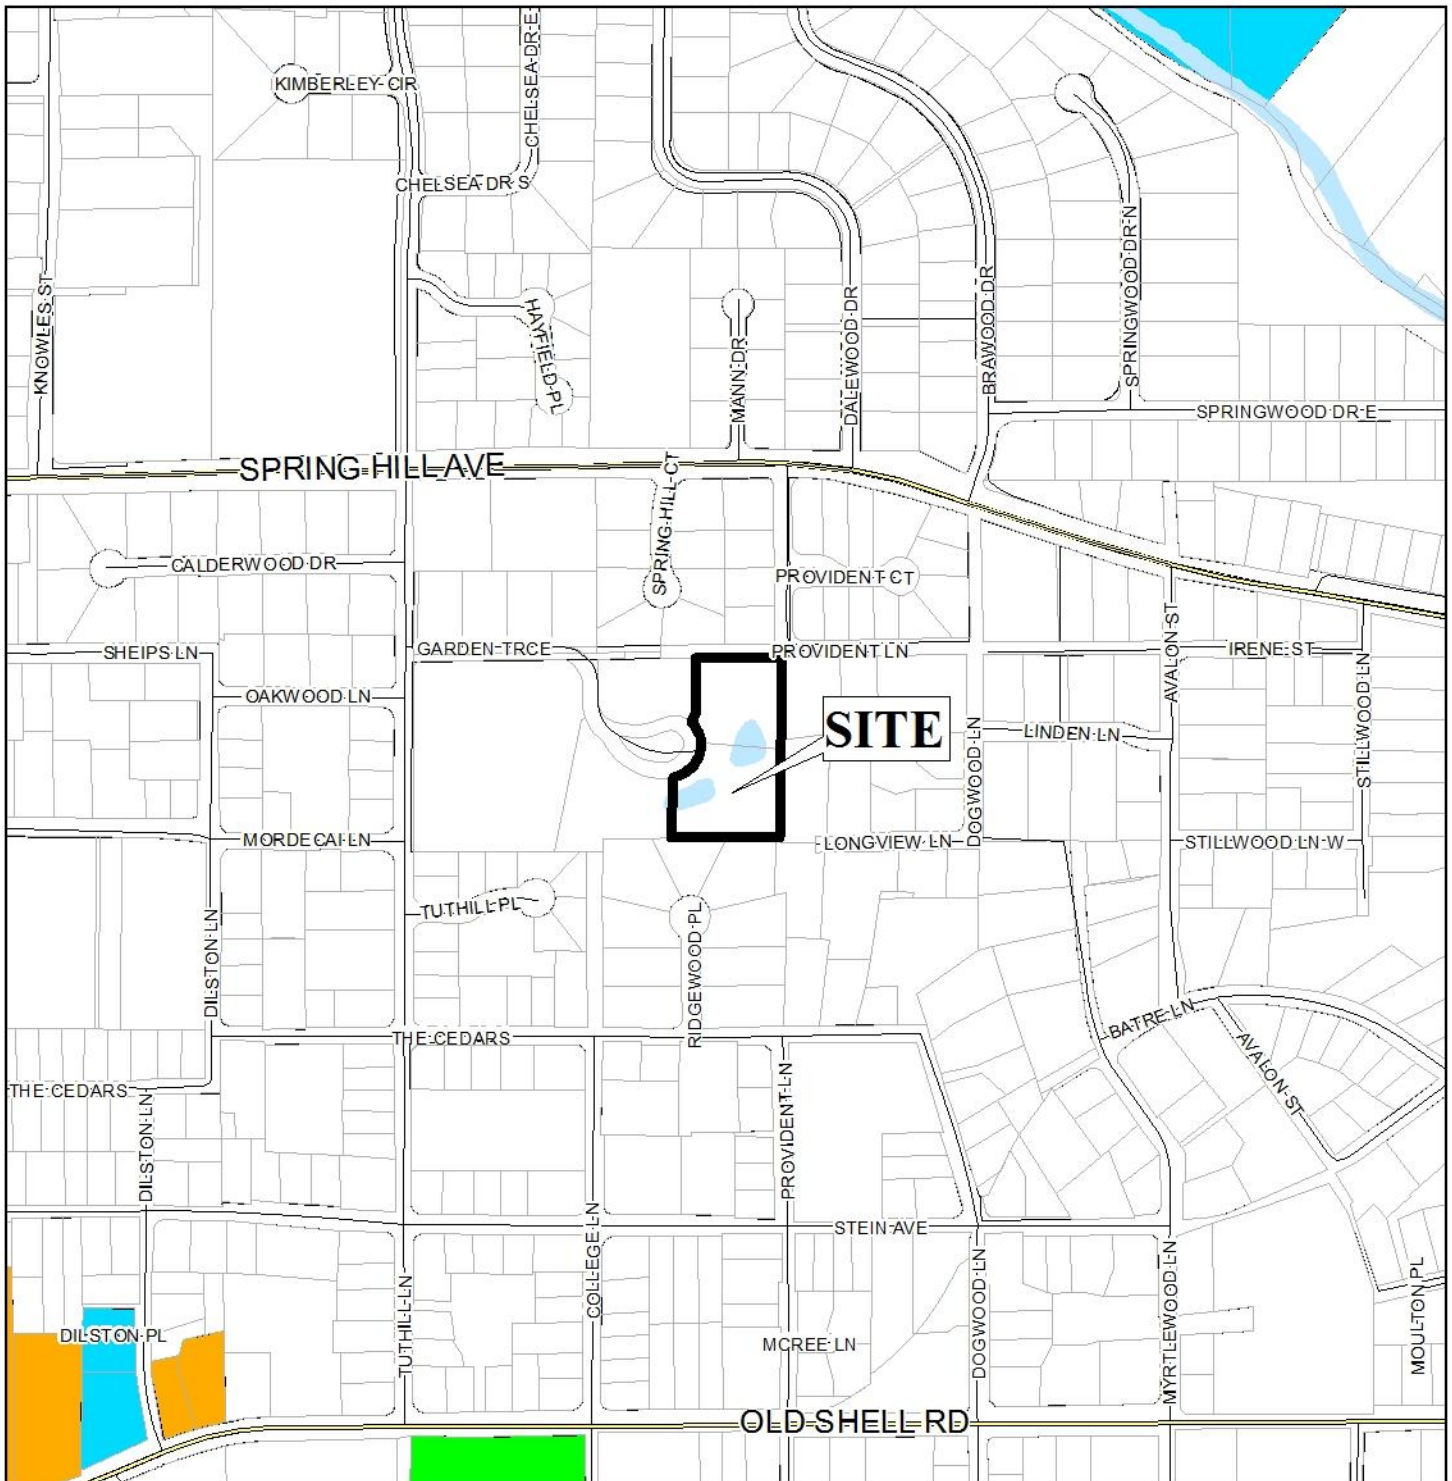 CHELSEA DR E
KIMBERLEY CIR
CHELSEA DR S
SPRINGWOOD DR N
KNOWLES ST
HAYFIELD PL
MANN DR
DALEWOOD DR
BRAWOOD DR
SPRINGWOOD DR E
SPRING HILL AVE
SPRING HILL CT
CALDERWOOD DR
PROVIDENT CT
AVALON ST
SHEIPS LN
GARDEN TRCE
PROVIDENT LN
IRENE ST
OAKWOOD LN
SITE
DOGWOOD LN
LINDEN LN
STILLWOOD LN
MORDECAI LN
LONGVIEW LN
STILLWOOD LN W
TUTHILL PL
DILSTON LN
RIDGEWOOD PL
BATRE LN
THE CEDARS
AVALON ST
THE CEDARS
DILSTON LN
PROVIDENT LN
STEIN AVE
COLLEGE LN
TUTHILL LN
DOGWOOD LN
MYRTLEWOOD LN
MOULTON PL
DILSTON PL
MCREE LN
OLD SHELL RD